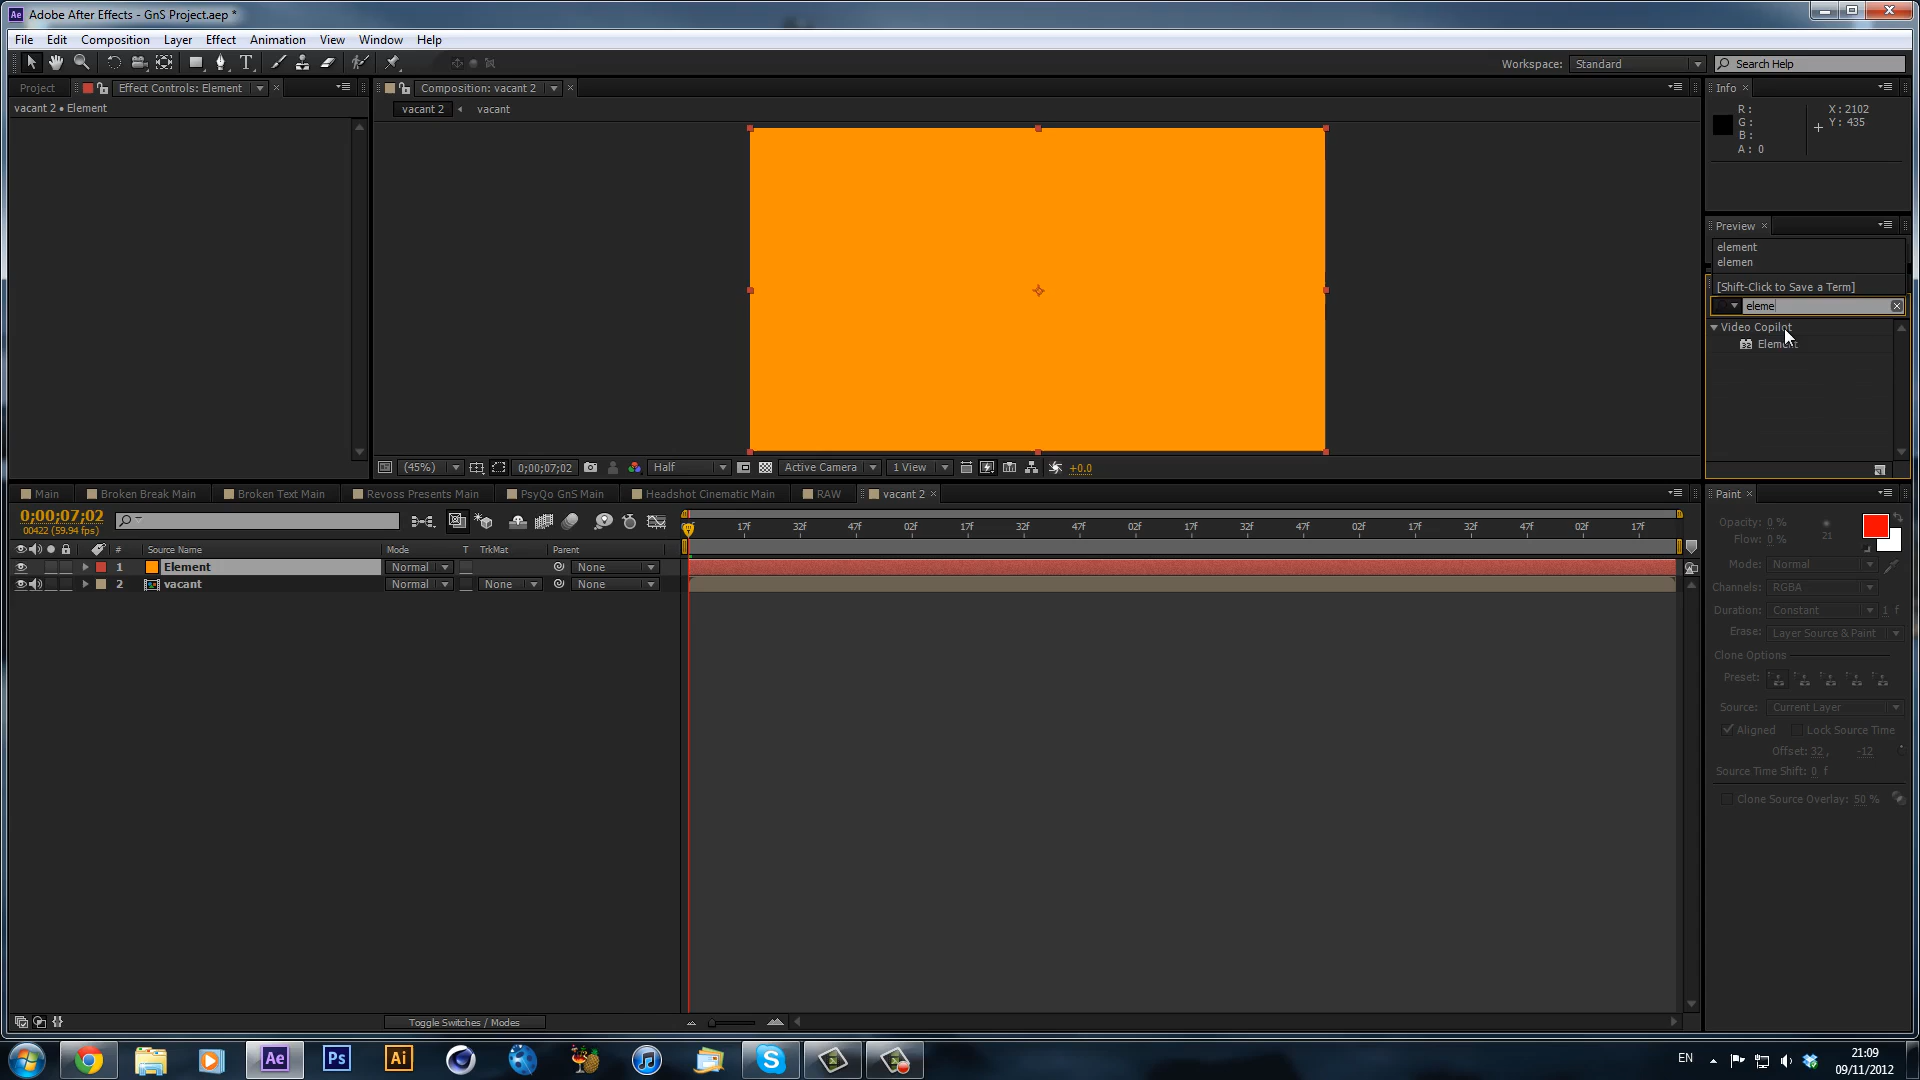 Ae Adobe After Effects - GnS Project.aep *
File Edit Composition Layer Effect Animation View Window Help
Workspace: Standard Search Help
Project Effect Controls: Element Composition: vacant 2 Info
vacant 2 • Element
vacant 2 vacant
R :
G :
B :
A : 0
X : 2102
Y : 435
Preview
element
elemen
[Shift-Click to Save a Term]
eleme
Video Copilot
Element
(45%) 0;00;07;02 Half Active Camera 1 View +0.0
Main Broken Break Main Broken Text Main Revoss Presents Main PsyQo GnS Main Headshot Cinematic Main RAW vacant 2 Paint
0;00;07;02
00422 (59.94 fps)
17f 32f 47f 02f 17f 32f 47f 02f 17f 32f 47f 02f 17f 32f 47f 02f 17f
# Source Name Mode T TrkMat Parent
1 Element Normal None
2 vacant Normal None None
Opacity: 0 %
Flow: 0 %
21
Mode: Normal
Channels: RGBA
Duration: Constant 1 f
Erase: Layer Source & Paint
Clone Options
Preset:
Source: Current Layer
Aligned Lock Source Time
Offset: 32 , -12
Source Time Shift: 0 f
Clone Source Overlay: 50 %
Toggle Switches / Modes
Ae Ps Ai
EN
21:09
09/11/2012